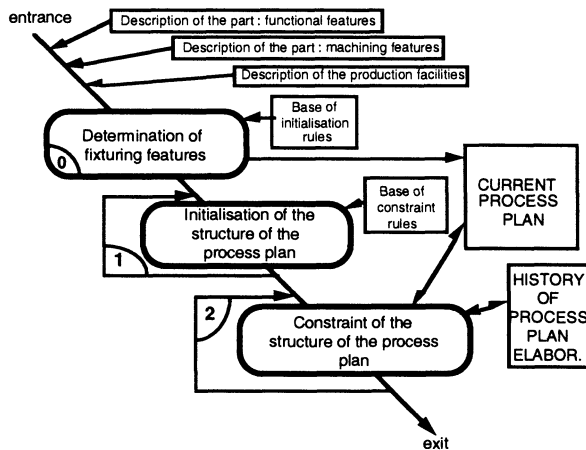 entrance
Description of the part : functional features
Description of the part : machining features
Description of the production facilities
Base of
initialisation
rules
Determination of
fixturing features
0
CURRENT
PROCESS
PLAN
Base of
constraint
rules
Initialisation of the
structure of the
process plan
1
HISTORY
OF
PROCESS
PLAN
ELABOR.
2
Constraint of the
structure of the process
plan
exit